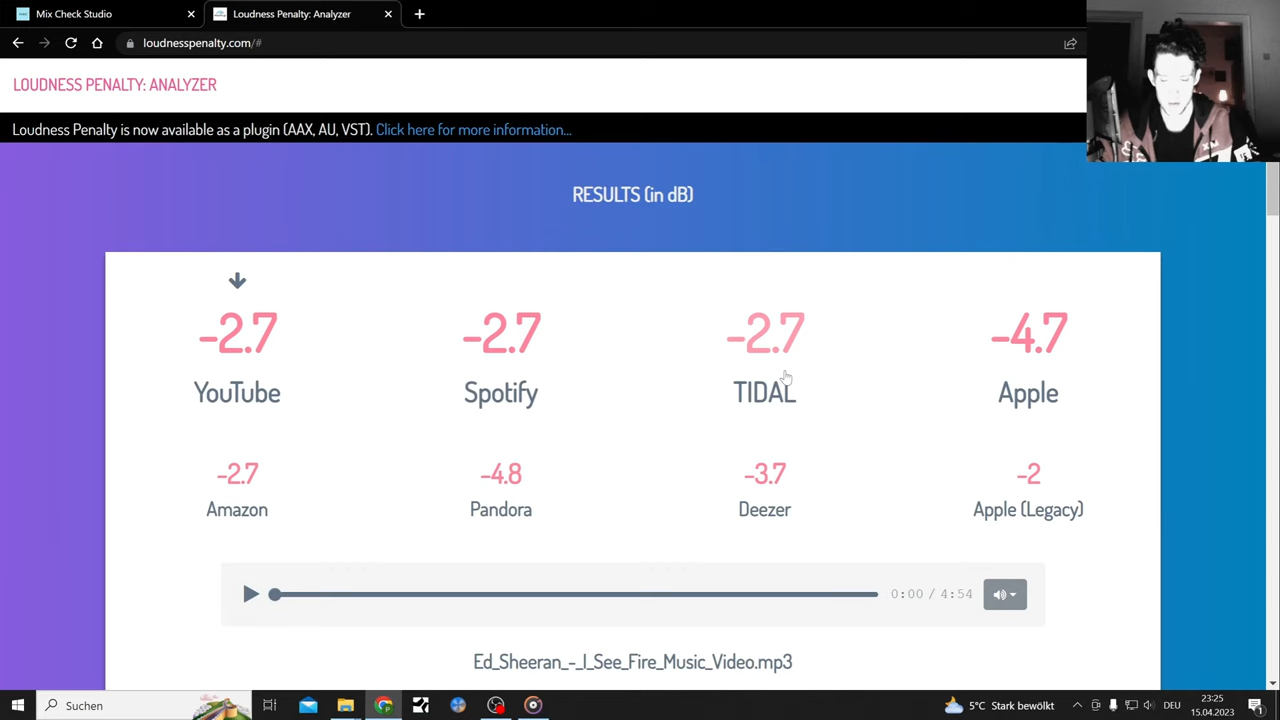 Mix Check Studio
Loudness Penalty: Analyzer
loudnesspenalty.com/#
LOUDNESS PENALTY: ANALYZER
Loudness Penalty is now available as a plugin (AAX, AU, VST). Click here for more information...
RESULTS (in dB)
-2.7 -2.7 -2.7 -4.7
YouTube Spotify TIDAL Apple
-2.7 -4.8 -3.7 -2
Amazon Pandora Deezer Apple (Legacy)
0:00 / 4:54
Ed_Sheeran_-_I_See_Fire_Music_Video.mp3
Suchen
5°C Stark bewölkt
DEU
23:25
15.04.2023